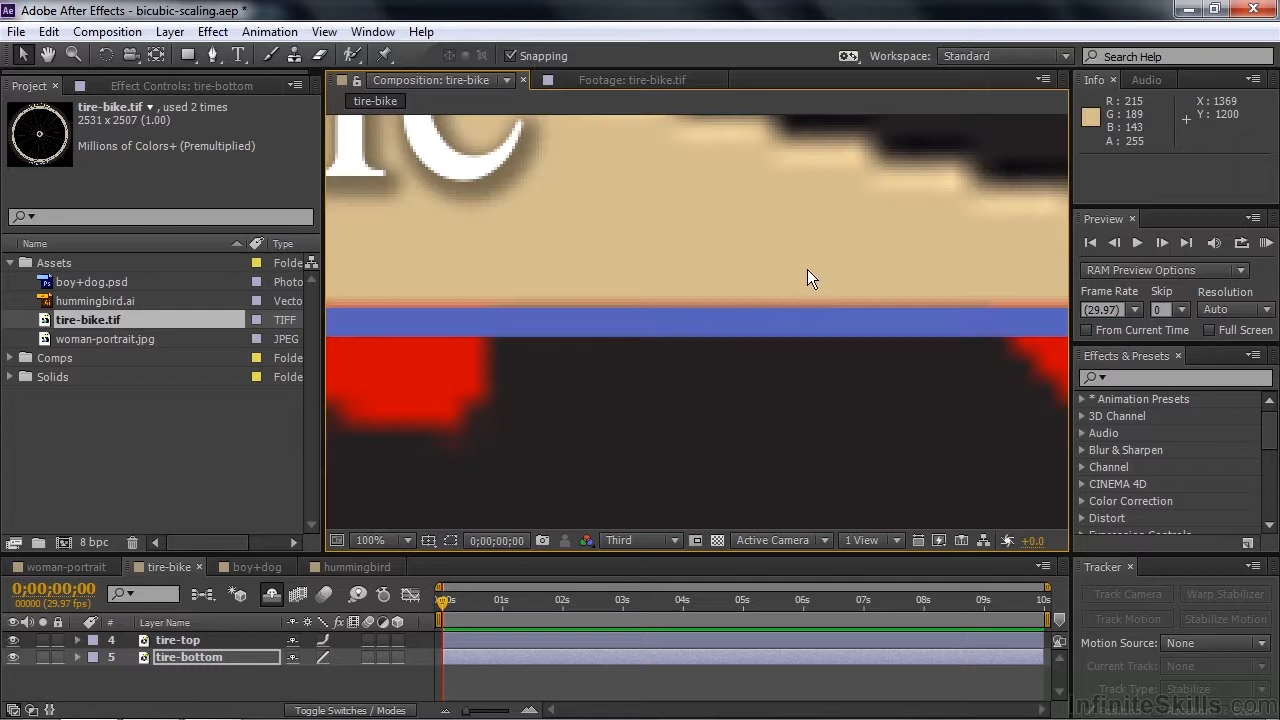 Adobe After Effects - bicubic-scaling.aep *
File Edit Composition Layer Effect Animation View Window Help
Snapping Workspace: Standard Search Help
Project × Effect Controls: tire-bottom
tire-bike.tif ▾ , used 2 times
2531 x 2507 (1.00)
Millions of Colors+ (Premultiplied)
Name Type
Assets Folde
boy+dog.psd Photo
hummingbird.ai Vecto
tire-bike.tif TIFF
woman-portrait.jpg JPEG
Comps Folde
Solids Folde
8 bpc
Composition: tire-bike × Footage: tire-bike.tif
tire-bike
100% 0;00;00;00 Third Active Camera 1 View +0.0
Info × Audio
R : 215 X : 1369
G : 189 Y : 1200
B : 143
A : 255
Preview ×
RAM Preview Options
Frame Rate Skip Resolution
(29.97) 0 Auto
From Current Time Full Screen
Effects & Presets ×
* Animation Presets
3D Channel
Audio
Blur & Sharpen
Channel
CINEMA 4D
Color Correction
Distort
woman-portrait tire-bike × boy+dog hummingbird
0;00;00;00
00000 (29.97 fps)
0s 01s 02s 03s 04s 05s 06s 07s 08s 09s 10s
# Layer Name
4 tire-top
5 tire-bottom
Toggle Switches / Modes
Tracker ×
Track Camera Warp Stabilizer
Track Motion Stabilize Motion
Motion Source: None
Current Track: None
Track Type: Stabilize
InfiniteSkills.com